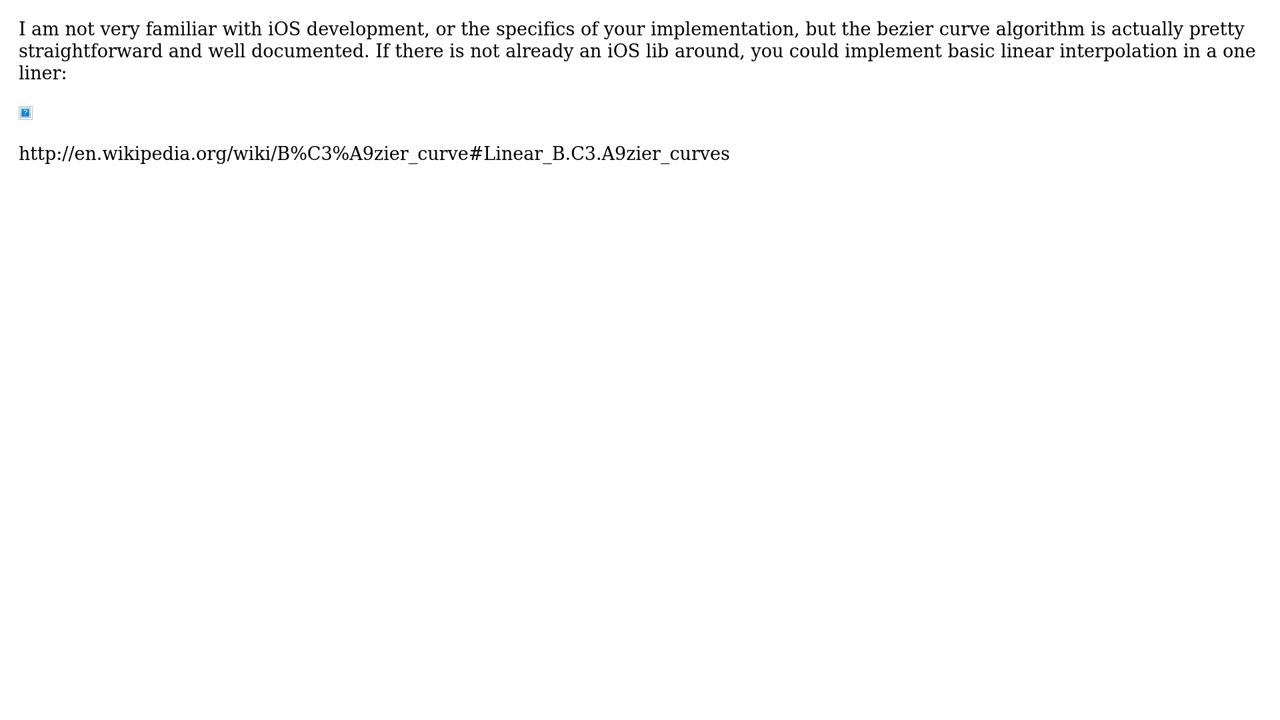 I am not very familiar with iOS development, or the specifics of your implementation, but the bezier curve algorithm is actually pretty
straightforward and well documented. If there is not already an iOS lib around, you could implement basic linear interpolation in a one
liner:
http://en.wikipedia.org/wiki/B%C3%A9zier_curve#Linear_B.C3.A9zier_curves